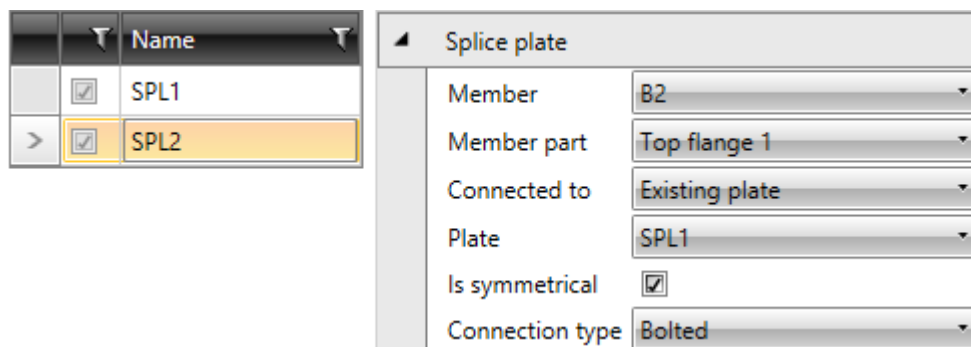 Name
SPL1
SPL2
Splice plate
Member B2
Member part Top flange 1
Connected to Existing plate
Plate SPL1
Is symmetrical
Connection type Bolted